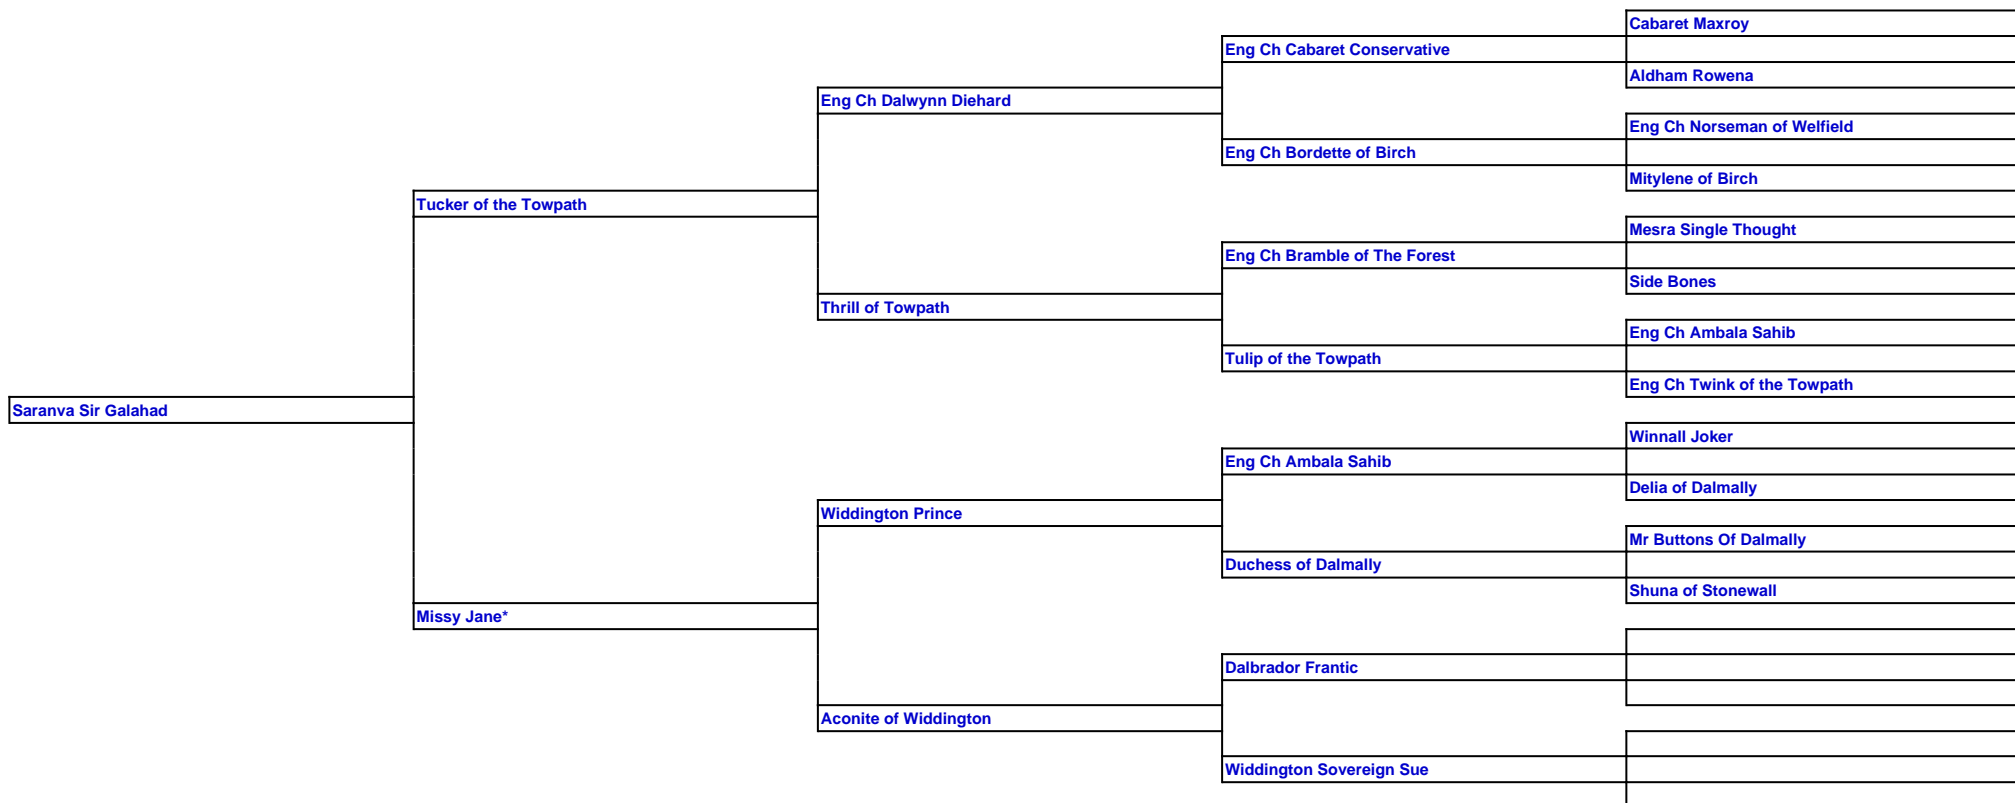 Cabaret Maxroy
Eng Ch Cabaret Conservative
Aldham Rowena
Eng Ch Dalwynn Diehard
Eng Ch Norseman of Welfield
Eng Ch Bordette of Birch
Mitylene of Birch
Tucker of the Towpath
Mesra Single Thought
Eng Ch Bramble of The Forest
Side Bones
Thrill of Towpath
Eng Ch Ambala Sahib
Tulip of the Towpath
Eng Ch Twink of the Towpath
Saranva Sir Galahad
Winnall Joker
Eng Ch Ambala Sahib
Delia of Dalmally
Widdington Prince
Mr Buttons Of Dalmally
Duchess of Dalmally
Shuna of Stonewall
Missy Jane*
Dalbrador Frantic
Aconite of Widdington
Widdington Sovereign Sue